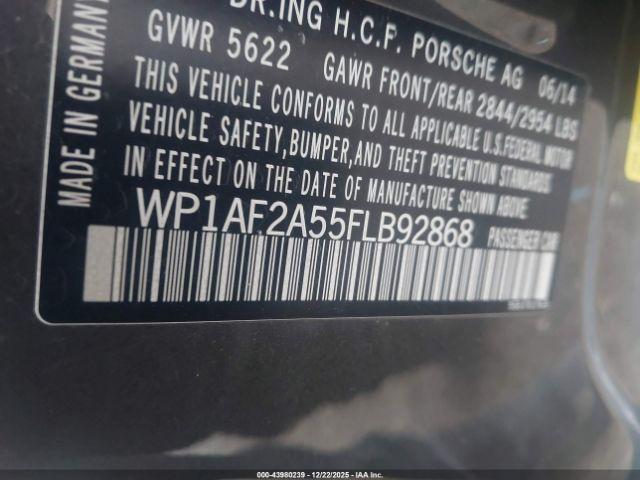 DR.ING H.C.F. PORSCHE AG 06/14
GVWR 5622 GAWR FRONT/REAR 2844/2954 LBS
THIS VEHICLE CONFORMS TO ALL APPLICABLE U.S.FEDERAL MOTOR
VEHICLE SAFETY,BUMPER,AND THEFT PREVENTION STANDARDS
IN EFFECT ON THE DATE OF MANUFACTURE SHOWN ABOVE
WP1AF2A55FLB92868 PASSENGER CAR
MADE IN GERMANY
000-43980239 - 12/22/2025 - IAAI.COM